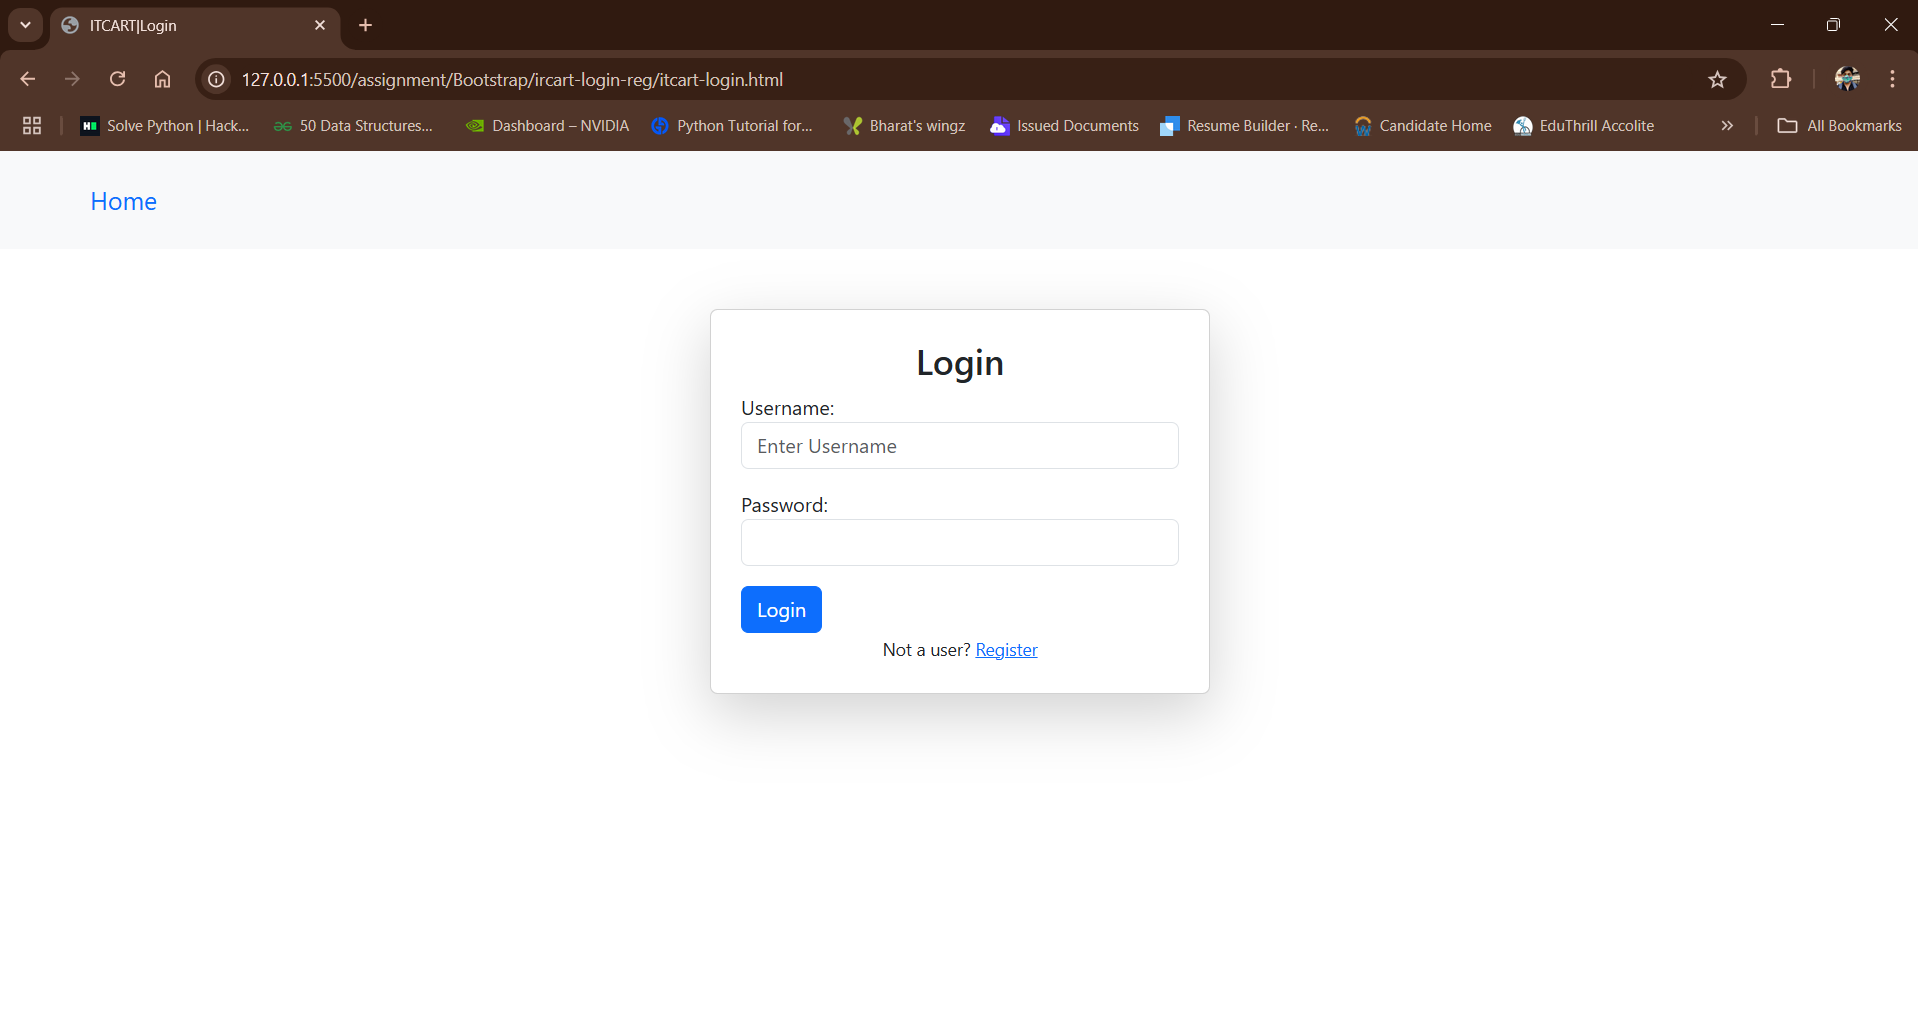 ITCART|Login
127.0.0.1:5500/assignment/Bootstrap/ircart-login-reg/itcart-login.html
Solve Python | Hack... 50 Data Structures... Dashboard – NVIDIA Python Tutorial for... Bharat's wingz Issued Documents Resume Builder · Re... Candidate Home EduThrill Accolite All Bookmarks
Home
Login
Username:
Enter Username
Password:
Login
Not a user? Register